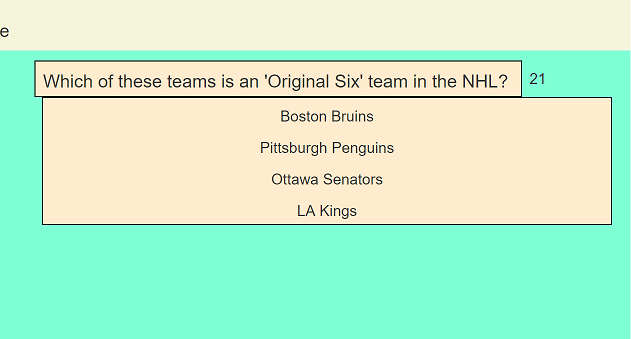 e
Which of these teams is an 'Original Six' team in the NHL? 21
Boston Bruins
Pittsburgh Penguins
Ottawa Senators
LA Kings